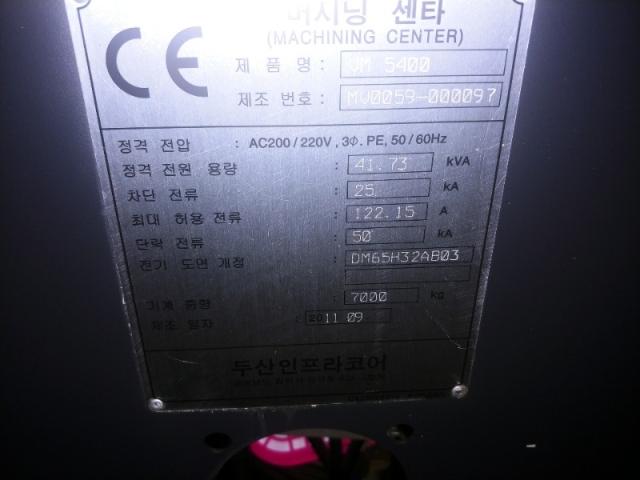 머시닝 센타
(MACHINING CENTER)
CE
제 품 명 : VM 5400
제조 번호 : MV0059-000097
정격 전압 : AC200/220V, 3Φ. PE, 50/60Hz
정격 전원 용량 : 41.73 kVA
차단 전류 : 25 kA
최대 허용 전류 : 122.15 A
단락 전류 : 50 kA
전기 도면 개정 : DM65H32AB03
기계 중량 : 7000 kg
제조 일자 : 2011 09
두산인프라코어